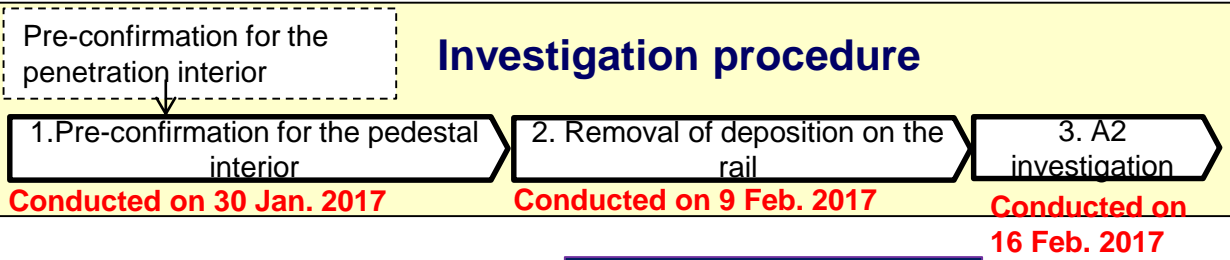 Pre-confirmation for the
penetration interior
Investigation procedure
1.Pre-confirmation for the pedestal
interior
2. Removal of deposition on the
rail
3. A2
investigation
Conducted on 30 Jan. 2017
Conducted on 9 Feb. 2017
Conducted on
16 Feb. 2017